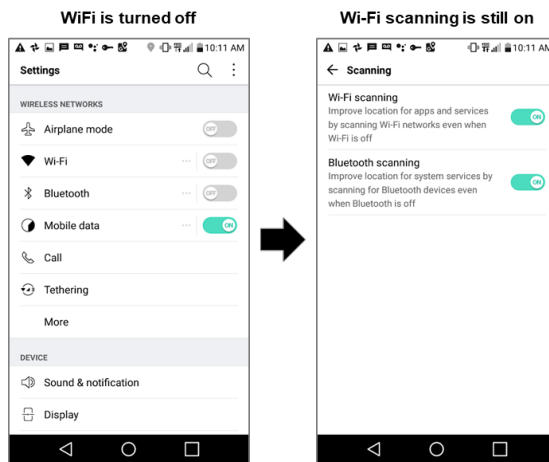 WiFi is turned off
10:11 AM
Settings
WIRELESS NETWORKS
Airplane mode
OFF
Wi-Fi
OFF
Bluetooth
OFF
Mobile data
ON
Call
Tethering
More
DEVICE
Sound & notification
Display
Wi-Fi scanning is still on
10:11 AM
Scanning
Wi-Fi scanning
Improve location for apps and services
by scanning Wi-Fi networks even when
Wi-Fi is off
ON
Bluetooth scanning
Improve location for system services by
scanning for Bluetooth devices even
when Bluetooth is off
ON